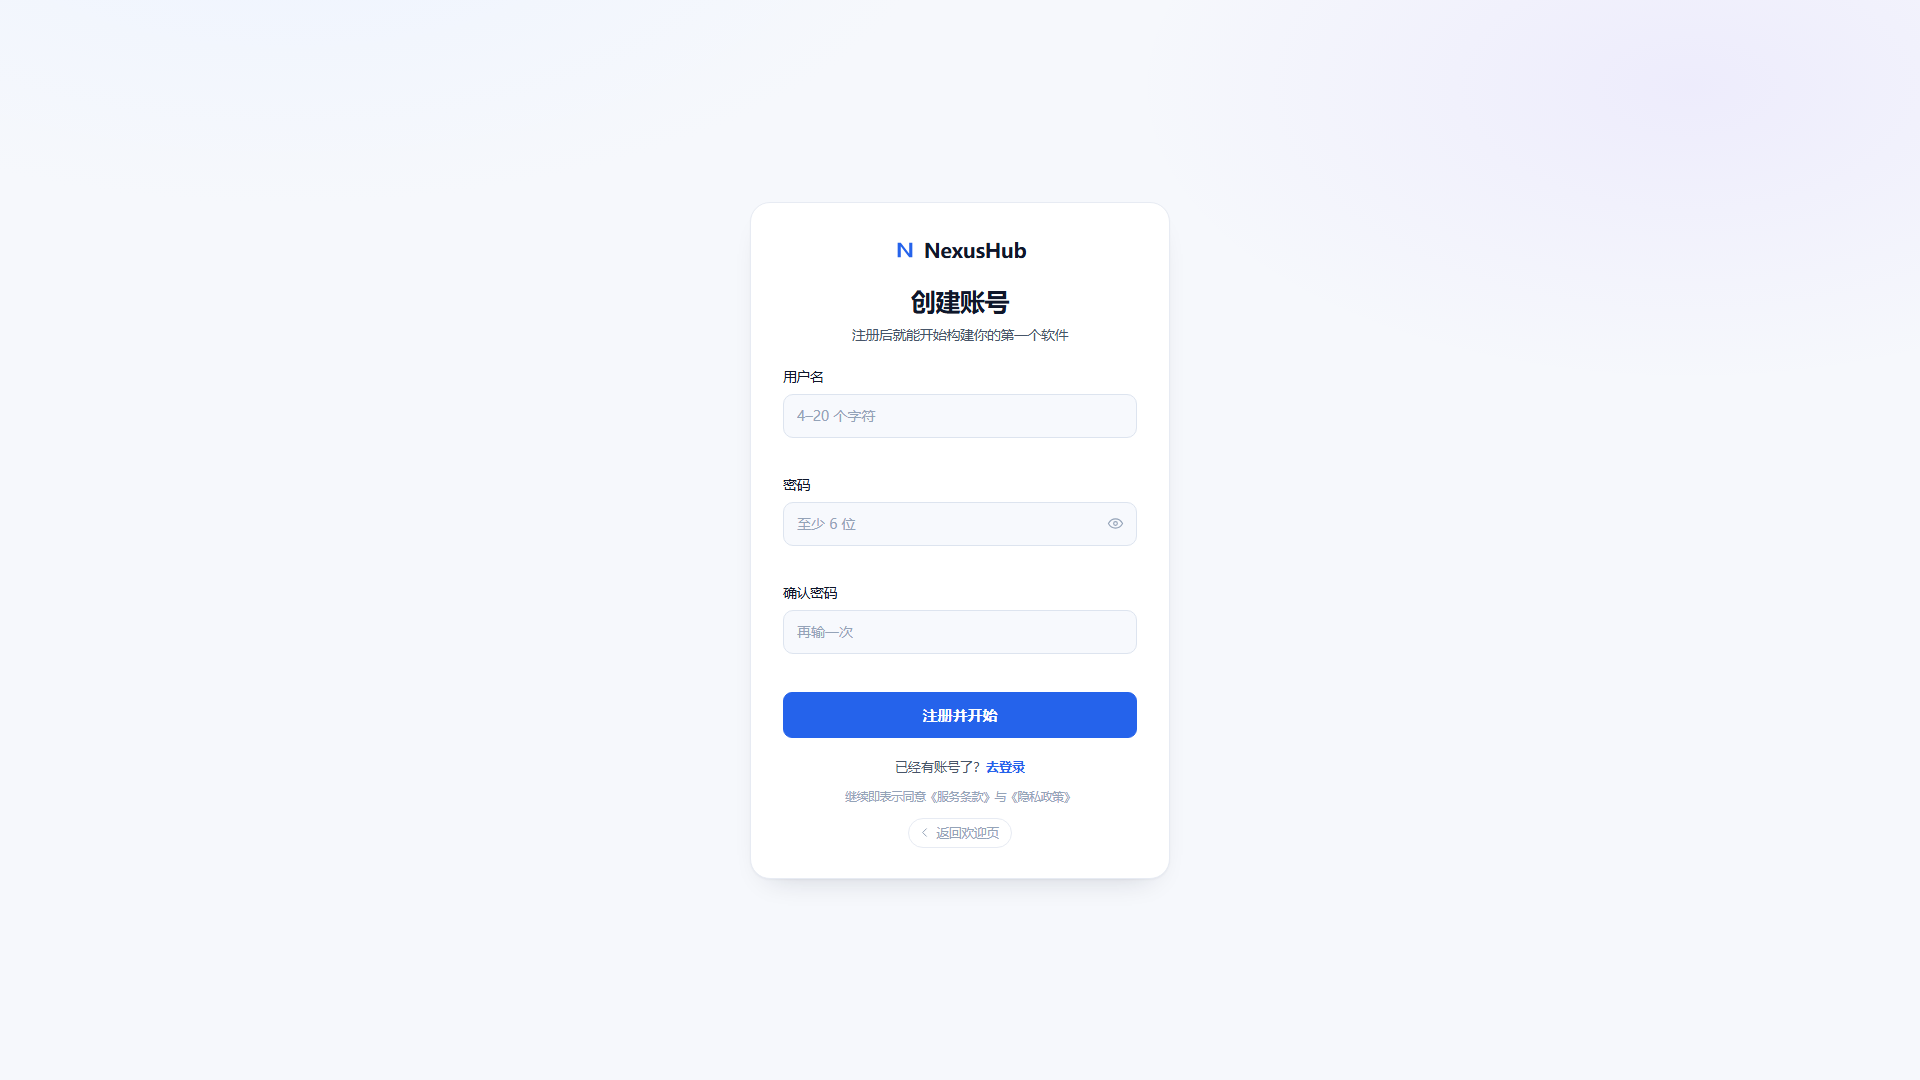 N NexusHub
创建账号
注册后就能开始构建你的第一个软件
用户名
4–20 个字符
密码
至少 6 位
确认密码
再输一次
注册并开始
已经有账号了？去登录
继续即表示同意《服务条款》与《隐私政策》
返回欢迎页